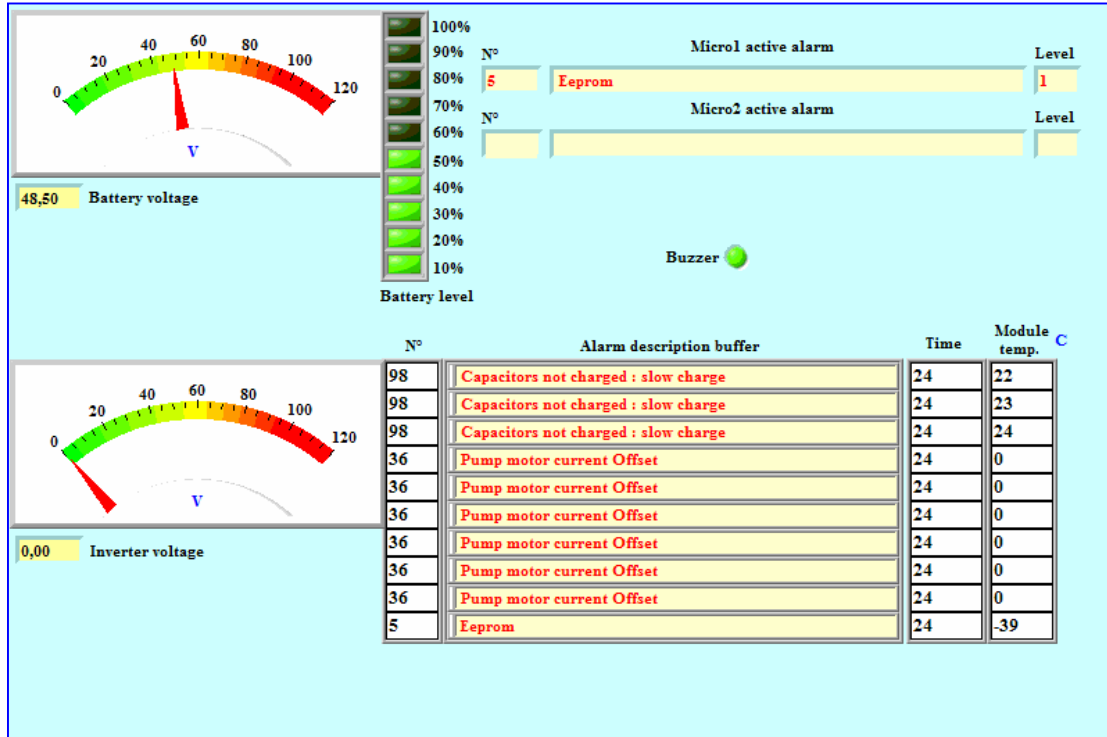 0 20 40 60 80 100 120
V
48,50 Battery voltage
100%
90%
80%
70%
60%
50%
40%
30%
20%
10%
Battery level
N° Micro1 active alarm Level
5 Eeprom 1
N° Micro2 active alarm Level
Buzzer
0 20 40 60 80 100 120
V
0,00 Inverter voltage
N° Alarm description buffer Time Module temp. C
98 Capacitors not charged : slow charge 24 22
98 Capacitors not charged : slow charge 24 23
98 Capacitors not charged : slow charge 24 24
36 Pump motor current Offset 24 0
36 Pump motor current Offset 24 0
36 Pump motor current Offset 24 0
36 Pump motor current Offset 24 0
36 Pump motor current Offset 24 0
36 Pump motor current Offset 24 0
5 Eeprom 24 -39